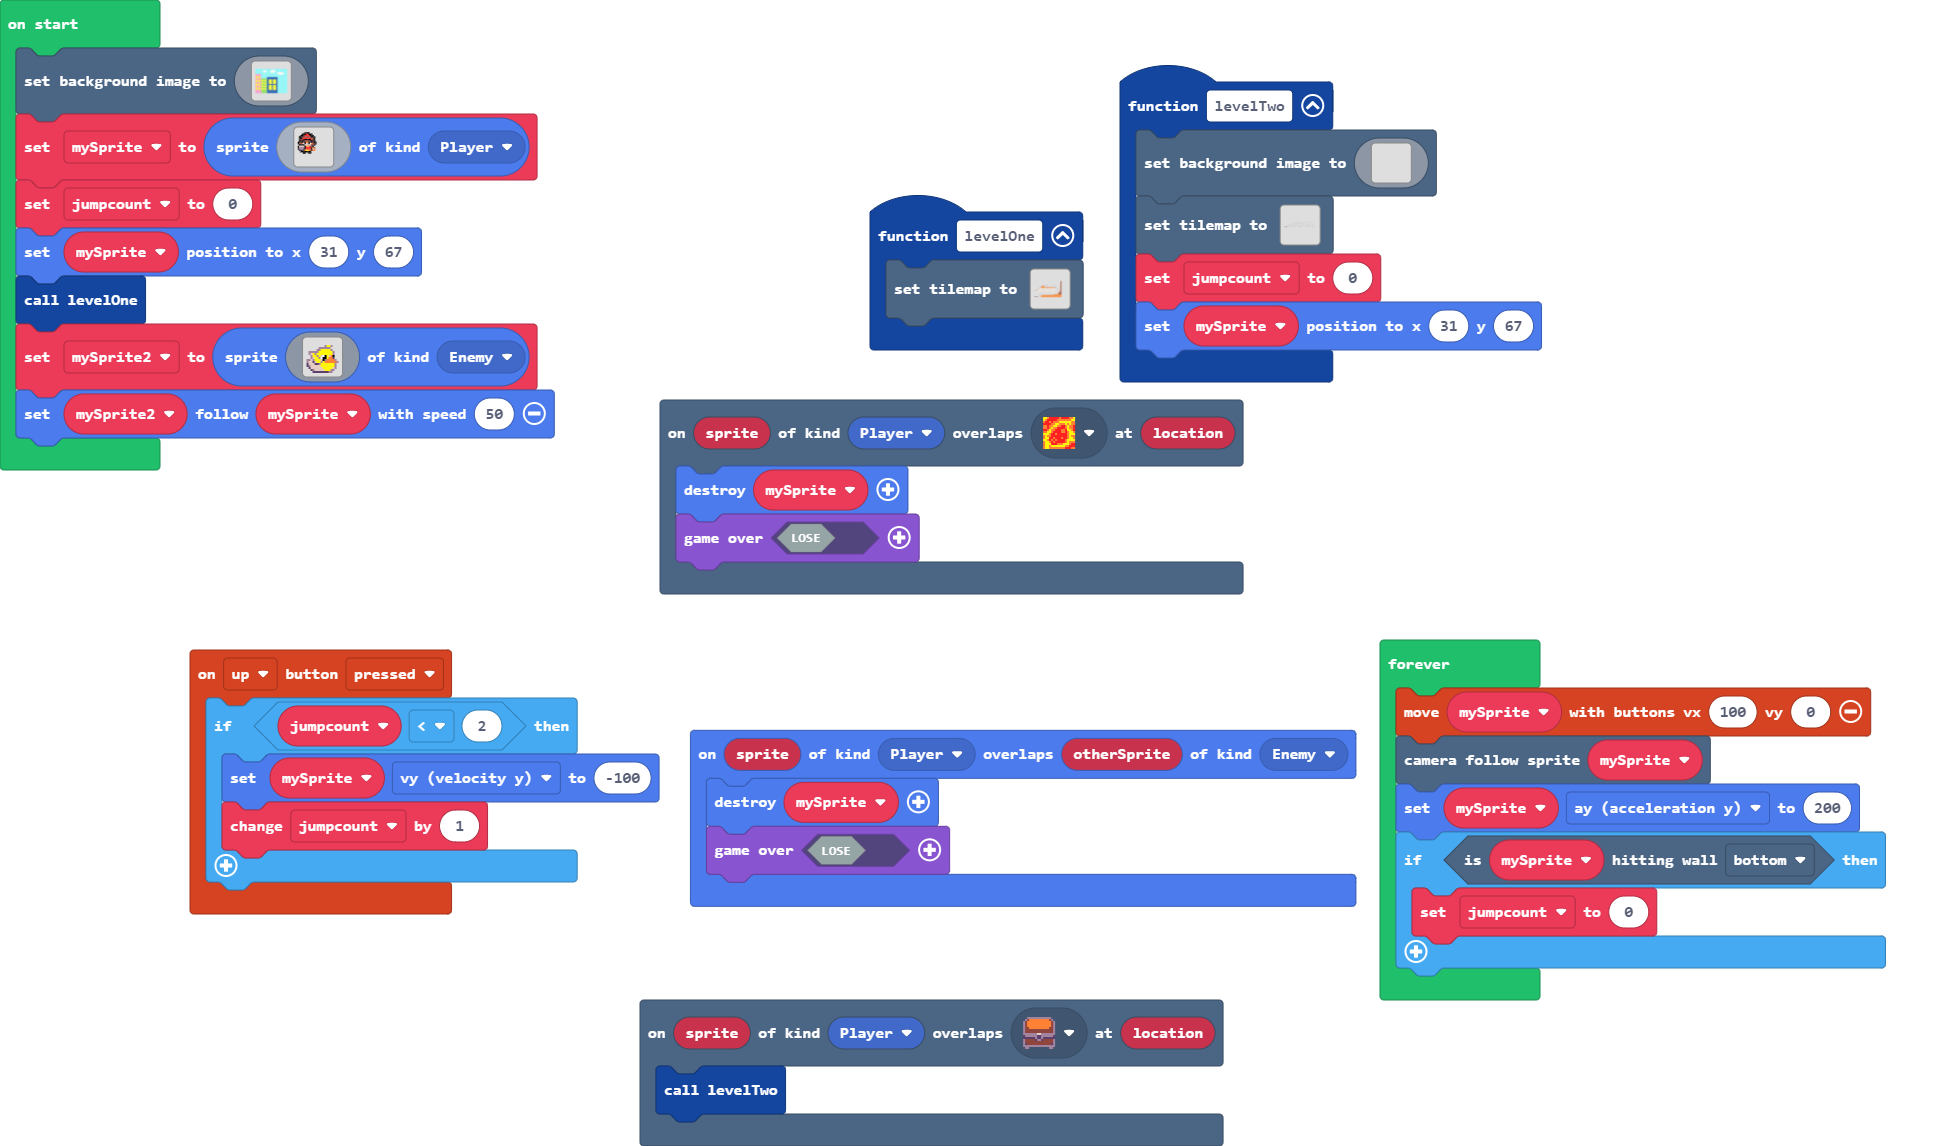 on start
set background image to
set mySprite to sprite of kind Player
set jumpcount to 0
set mySprite position to x 31 y 67
call levelOne
set mySprite2 to sprite of kind Enemy
set mySprite2 follow mySprite with speed 50
function levelOne
set tilemap to
function levelTwo
set background image to
set tilemap to
set jumpcount to 0
set mySprite position to x 31 y 67
on sprite of kind Player overlaps at location
destroy mySprite
game over LOSE
on up button pressed
if jumpcount < 2 then
set mySprite vy (velocity y) to -100
change jumpcount by 1
on sprite of kind Player overlaps otherSprite of kind Enemy
destroy mySprite
game over LOSE
forever
move mySprite with buttons vx 100 vy 0
camera follow sprite mySprite
set mySprite ay (acceleration y) to 200
if is mySprite hitting wall bottom then
set jumpcount to 0
on sprite of kind Player overlaps at location
call levelTwo